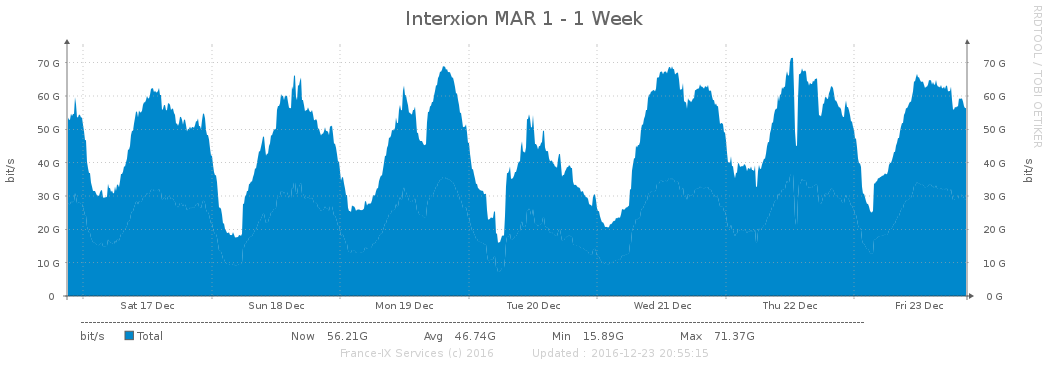 Interxion MAR 1 - 1 Week
RRDTOOL / TOBI OETIKER
bit/s
bit/s
70 G 70 G
60 G 60 G
50 G 50 G
40 G 40 G
30 G 30 G
20 G 20 G
10 G 10 G
0 0 G
Sat 17 Dec Sun 18 Dec Mon 19 Dec Tue 20 Dec Wed 21 Dec Thu 22 Dec Fri 23 Dec
bit/s Total Now 56.21G Avg 46.74G Min 15.89G Max 71.37G
France-IX Services (c) 2016 Updated : 2016-12-23 20:55:15